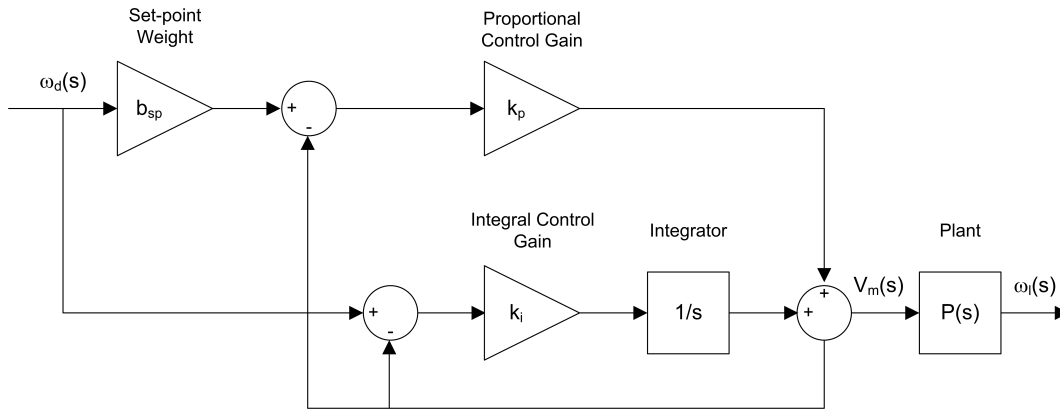 Set-point
Weight
Proportional
Control Gain
ω_d(s)
b_sp
+
-
k_p
Integral Control
Gain
Integrator
Plant
+
-
k_i
1/s
+
+
V_m(s)
P(s)
ω_l(s)